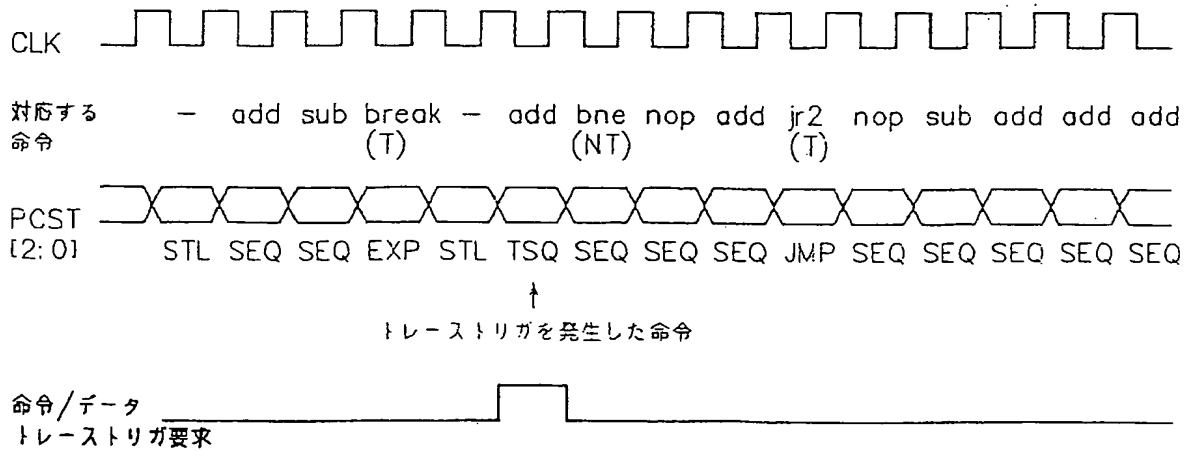 CLK
対応する
命令
- add sub break - add bne nop add jr2 nop sub add add add
(T) (NT) (T)
PCST
[2:0]
STL SEQ SEQ EXP STL TSQ SEQ SEQ SEQ JMP SEQ SEQ SEQ SEQ SEQ
↑
トレーストリガを発生した命令
命令/データ
トレーストリガ要求